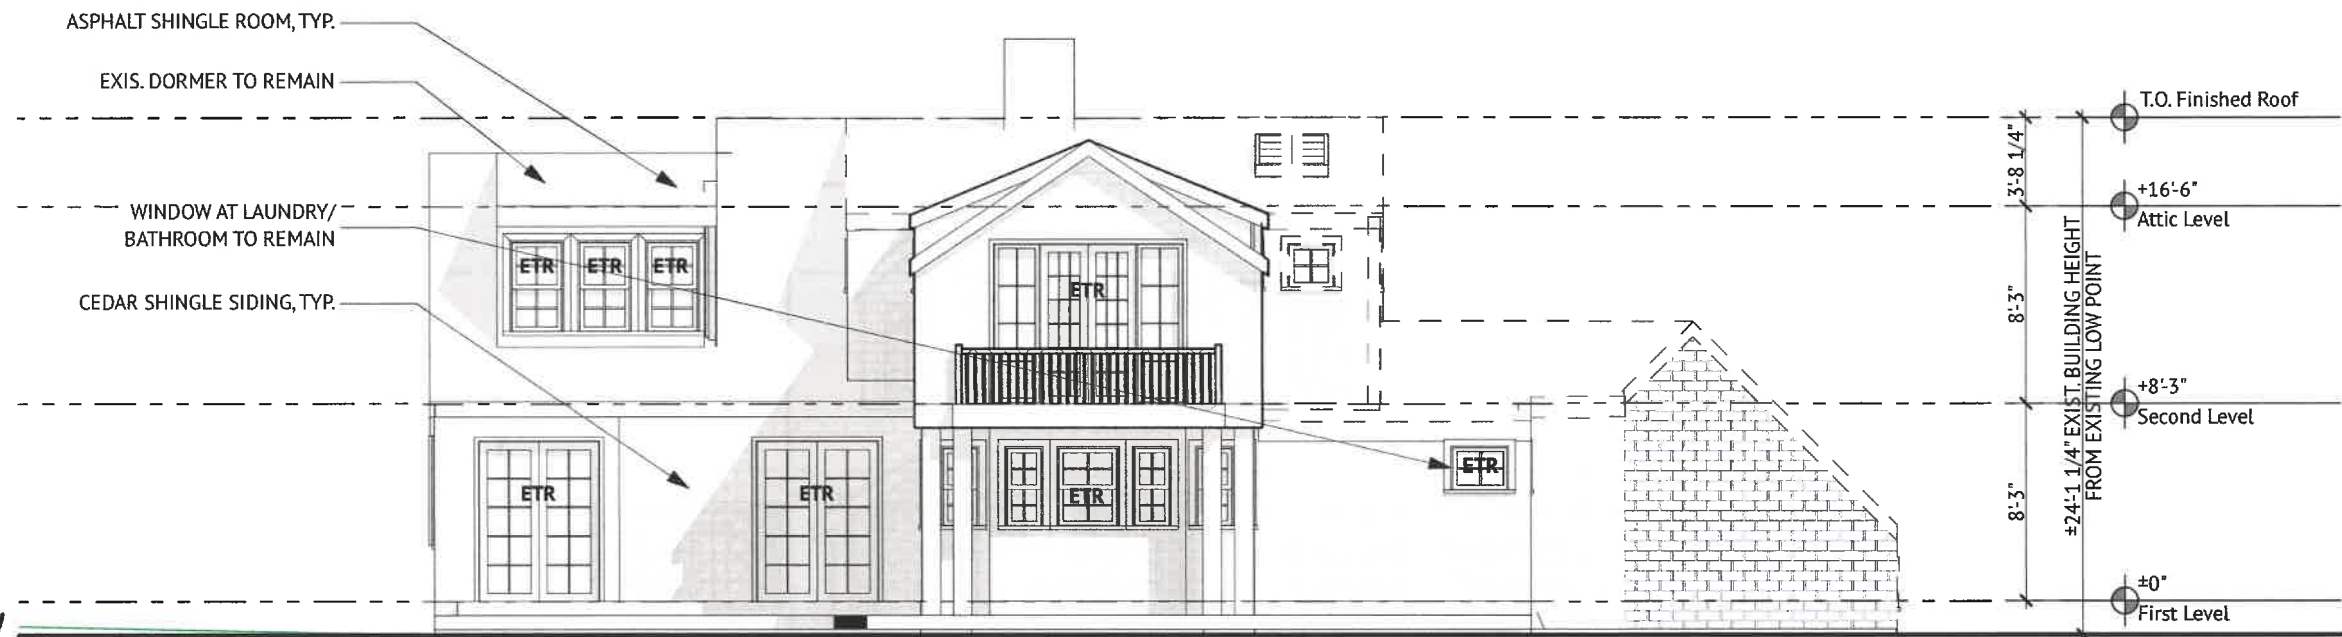 ASPHALT SHINGLE ROOM, TYP.
EXIS. DORMER TO REMAIN
WINDOW AT LAUNDRY/
BATHROOM TO REMAIN
CEDAR SHINGLE SIDING, TYP.
ETR
ETR
ETR
ETR
ETR
ETR
ETR
ETR
3'-8 1/4"
8'-3"
8'-3"
±24'-1 1/4" EXIST. BUILDING HEIGHT
FROM EXISTING LOW POINT
T.O. Finished Roof
+16'-6"
Attic Level
+8'-3"
Second Level
±0"
First Level